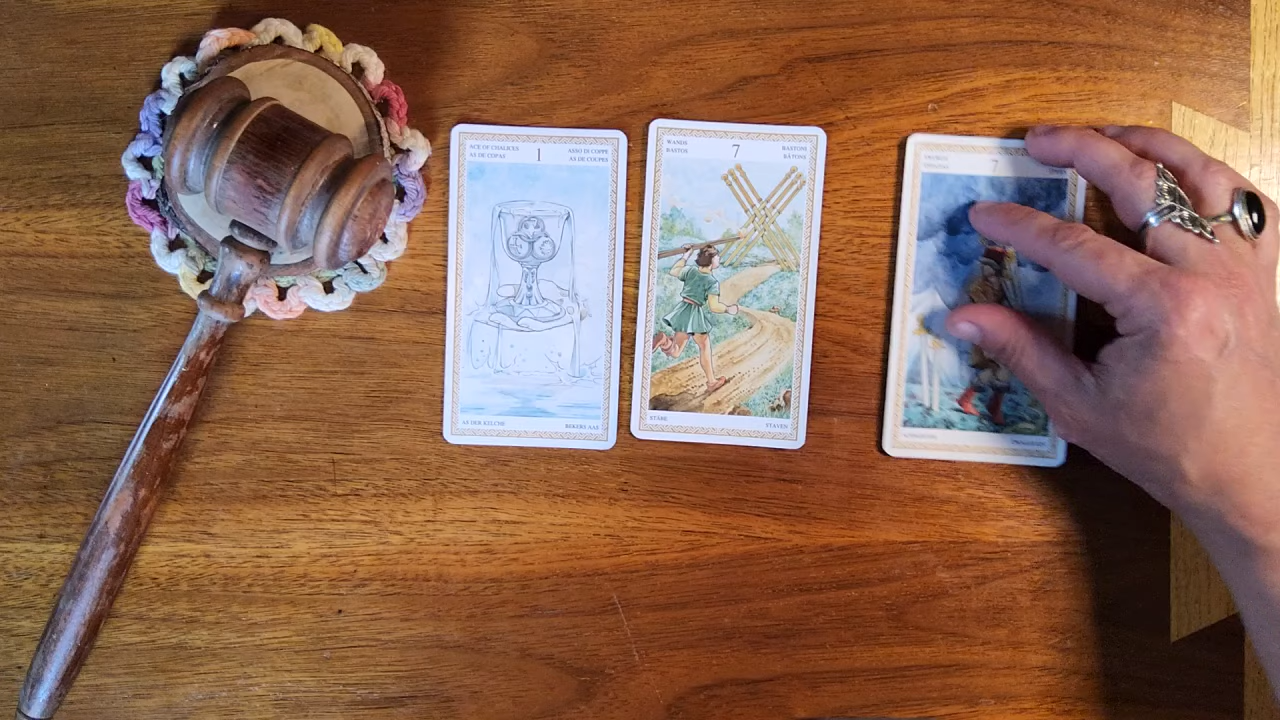 ACE OF CHALICES
AS DE COPAS
1
ASSO DI COPPE
AS DE COUPES
AS DER KELCHE
BEKERS AAS
WANDS
BASTOS
7
BASTONI
BÂTONS
STÄBE
STAVEN
7